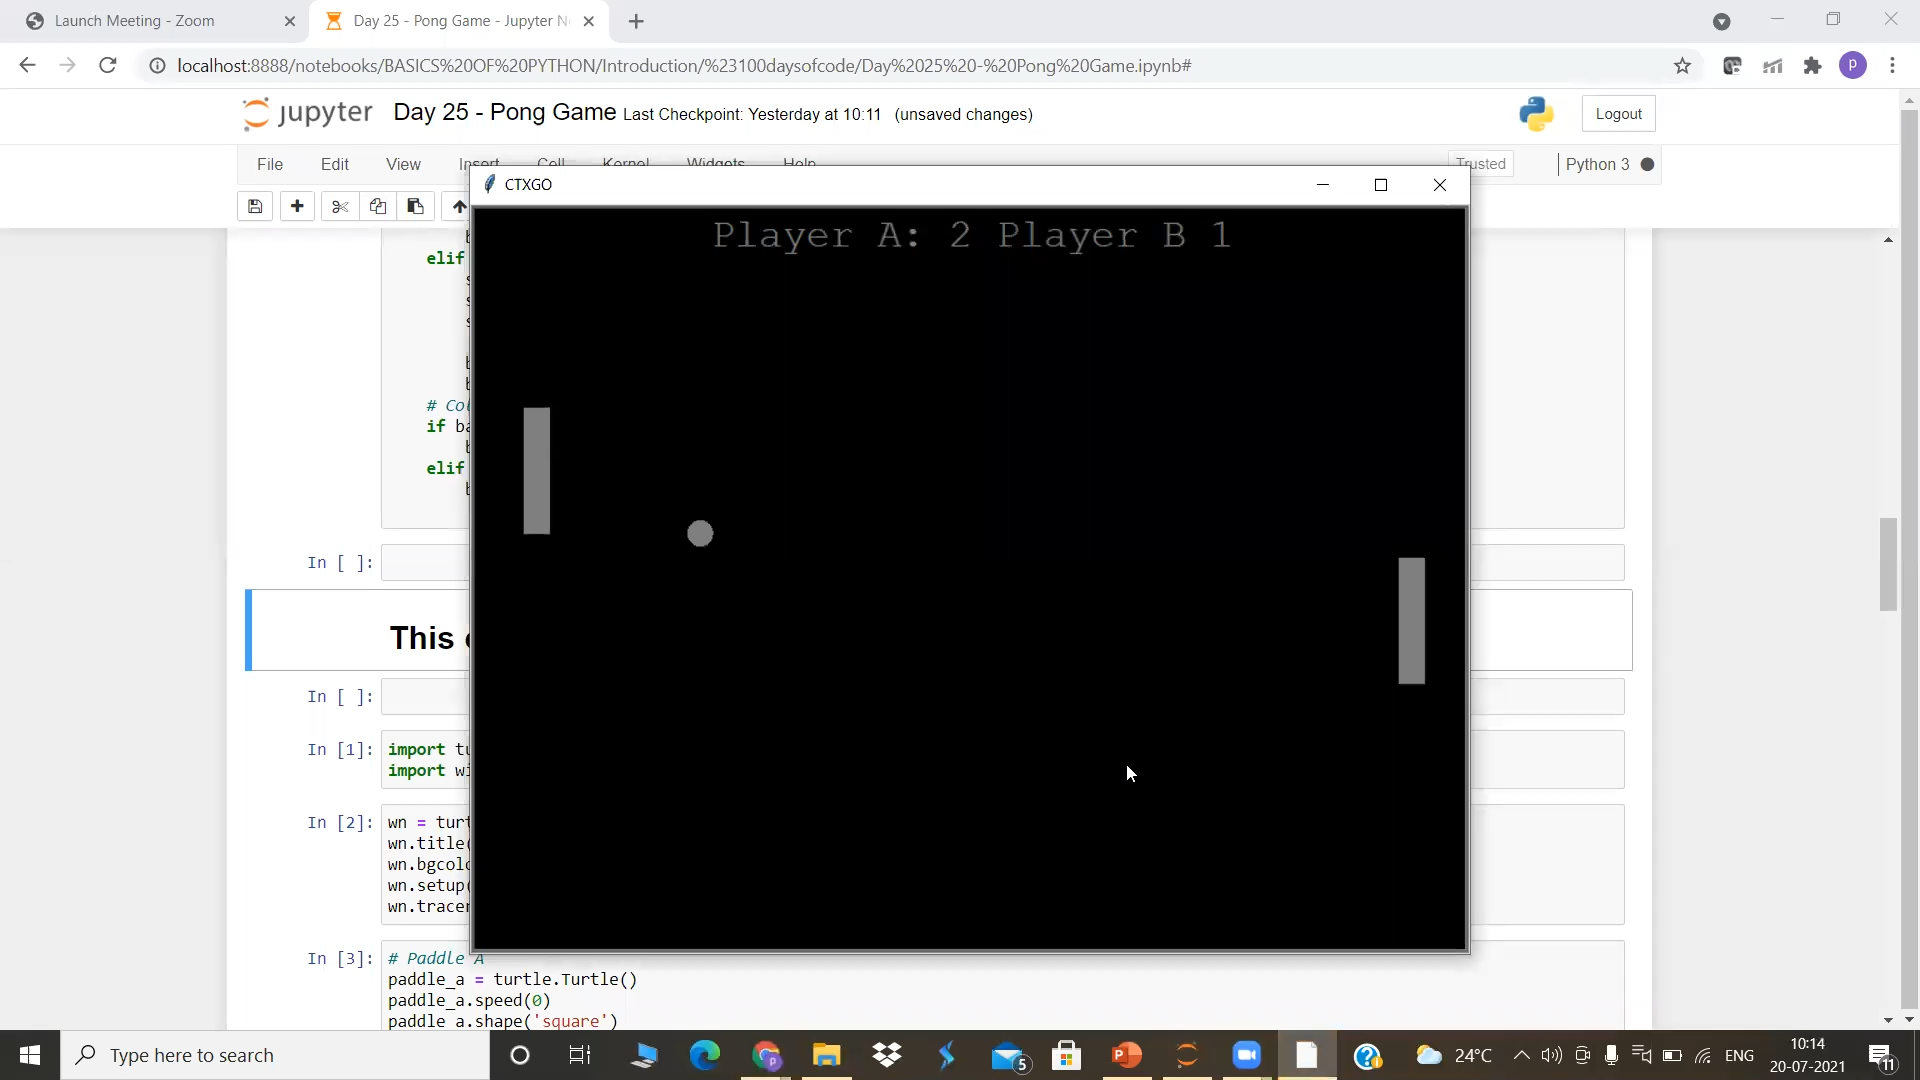 Launch Meeting - Zoom
Day 25 - Pong Game - Jupyter N
localhost:8888/notebooks/BASICS%20OF%20PYTHON/Introduction/%23100daysofcode/Day%2025%20-%20Pong%20Game.ipynb#
P
jupyter Day 25 - Pong Game Last Checkpoint: Yesterday at 10:11 (unsaved changes)
Logout
File Edit View Insert Cell Kernel Widgets Help
Trusted
Python 3
CTXGO
Player A: 2 Player B 1
elif
# Col
if ba
elif
In [ ]:
This
In [ ]:
In [1]: import tu
import wi
In [2]: wn = turt
wn.title(
wn.bgcolo
wn.setup(
wn.tracer
In [3]: # Paddle A
paddle_a = turtle.Turtle()
paddle_a.speed(0)
paddle_a.shape('square')
Type here to search
5
24°C
ENG
10:14
20-07-2021
11